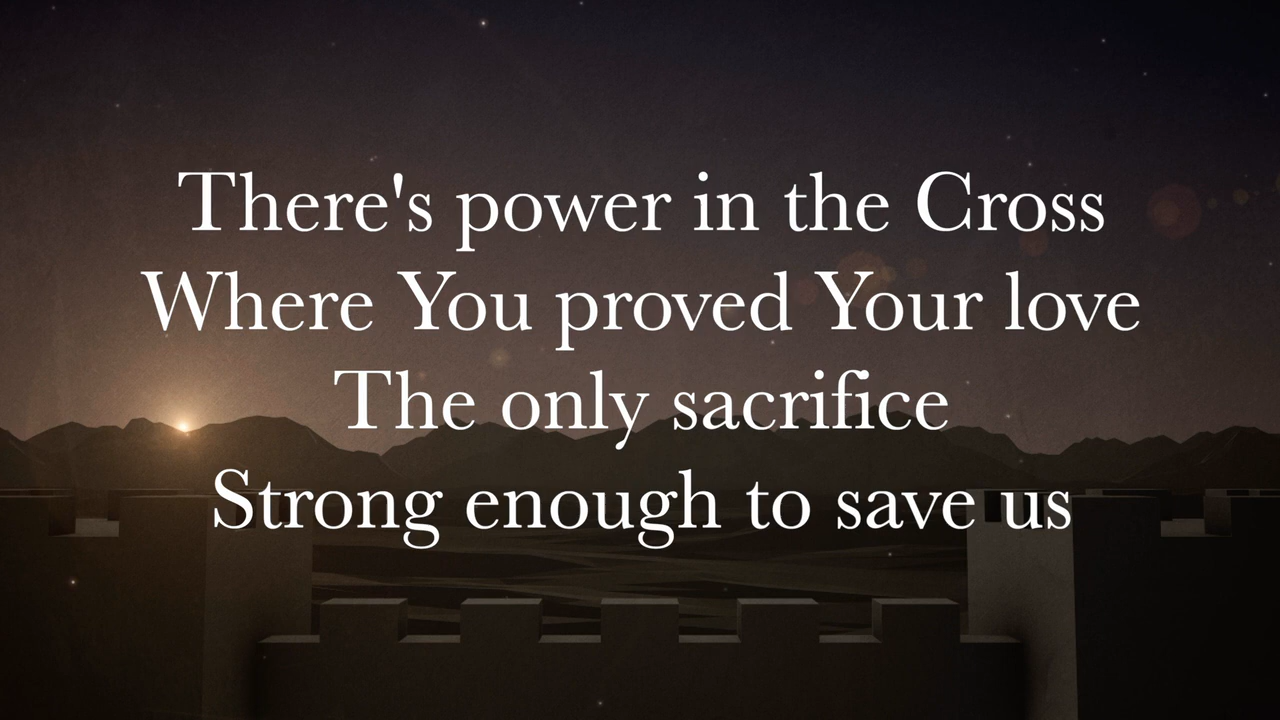 There's power in the Cross
Where You proved Your love
The only sacrifice
Strong enough to save us